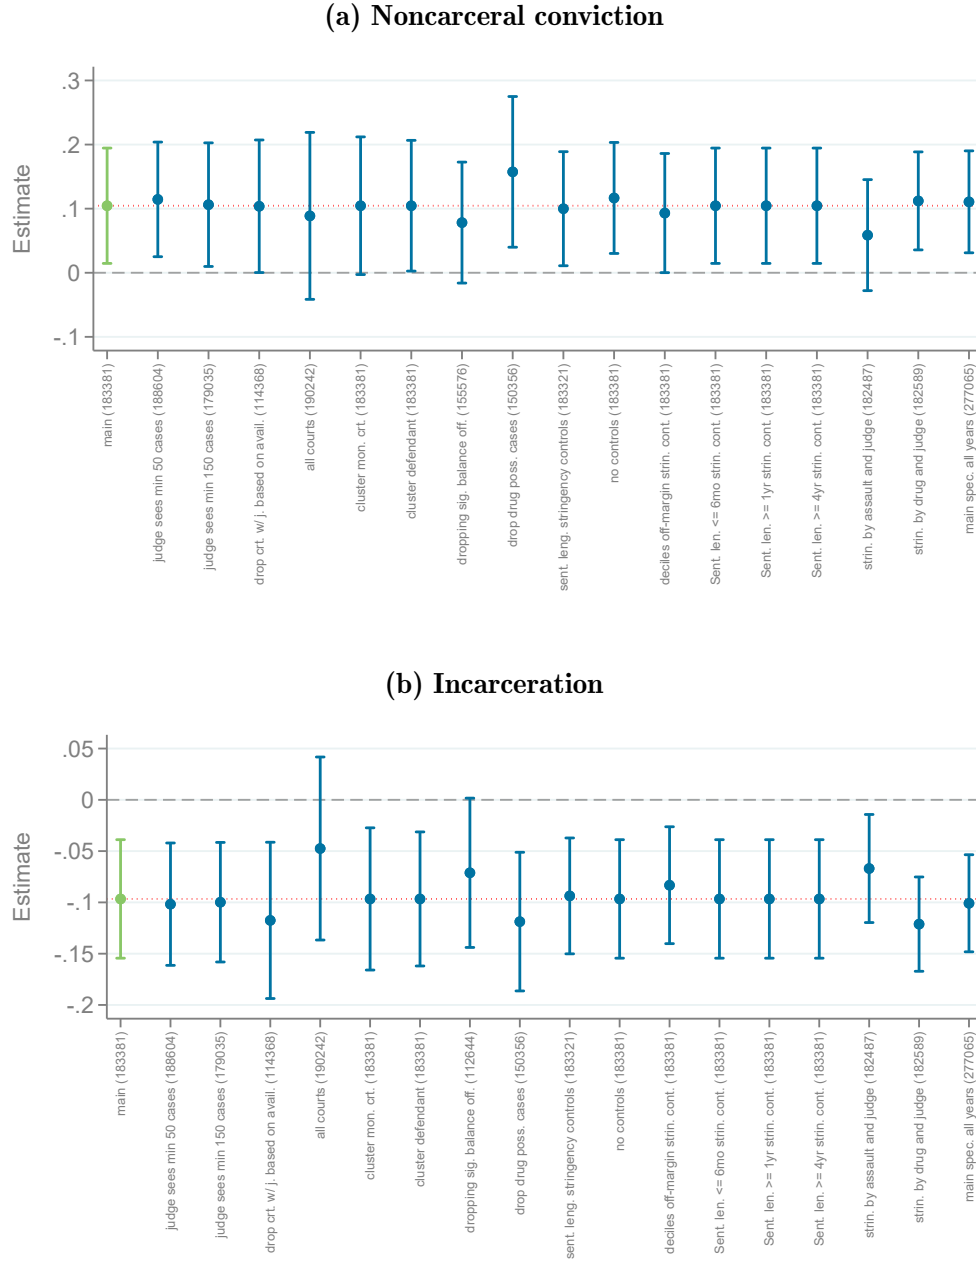 (a) Noncarceral conviction
.3
.2
.1
0
-.1
Estimate
main (183381)
judge sees min 50 cases (188604)
judge sees min 150 cases (179035)
drop crt. w/ j. based on avail. (114368)
all courts (190242)
cluster mon. crt. (183381)
cluster defendant (183381)
dropping sig. balance off. (155576)
drop drug poss. cases (150356)
sent. leng. stringency controls (183321)
no controls (183381)
deciles off-margin strin. cont. (183381)
Sent. len. <= 6mo strin. cont. (183381)
Sent. len. >= 1yr strin. cont. (183381)
Sent. len. >= 4yr strin. cont. (183381)
strin. by assault and judge (182487)
strin. by drug and judge (182589)
main spec. all years (277065)
(b) Incarceration
.05
0
-.05
-.1
-.15
-.2
Estimate
main (183381)
judge sees min 50 cases (188604)
judge sees min 150 cases (179035)
drop crt. w/ j. based on avail. (114368)
all courts (190242)
cluster mon. crt. (183381)
cluster defendant (183381)
dropping sig. balance off. (112644)
drop drug poss. cases (150356)
sent. leng. stringency controls (183321)
no controls (183381)
deciles off-margin strin. cont. (183381)
Sent. len. <= 6mo strin. cont. (183381)
Sent. len. >= 1yr strin. cont. (183381)
Sent. len. >= 4yr strin. cont. (183381)
strin. by assault and judge (182487)
strin. by drug and judge (182589)
main spec. all years (277065)